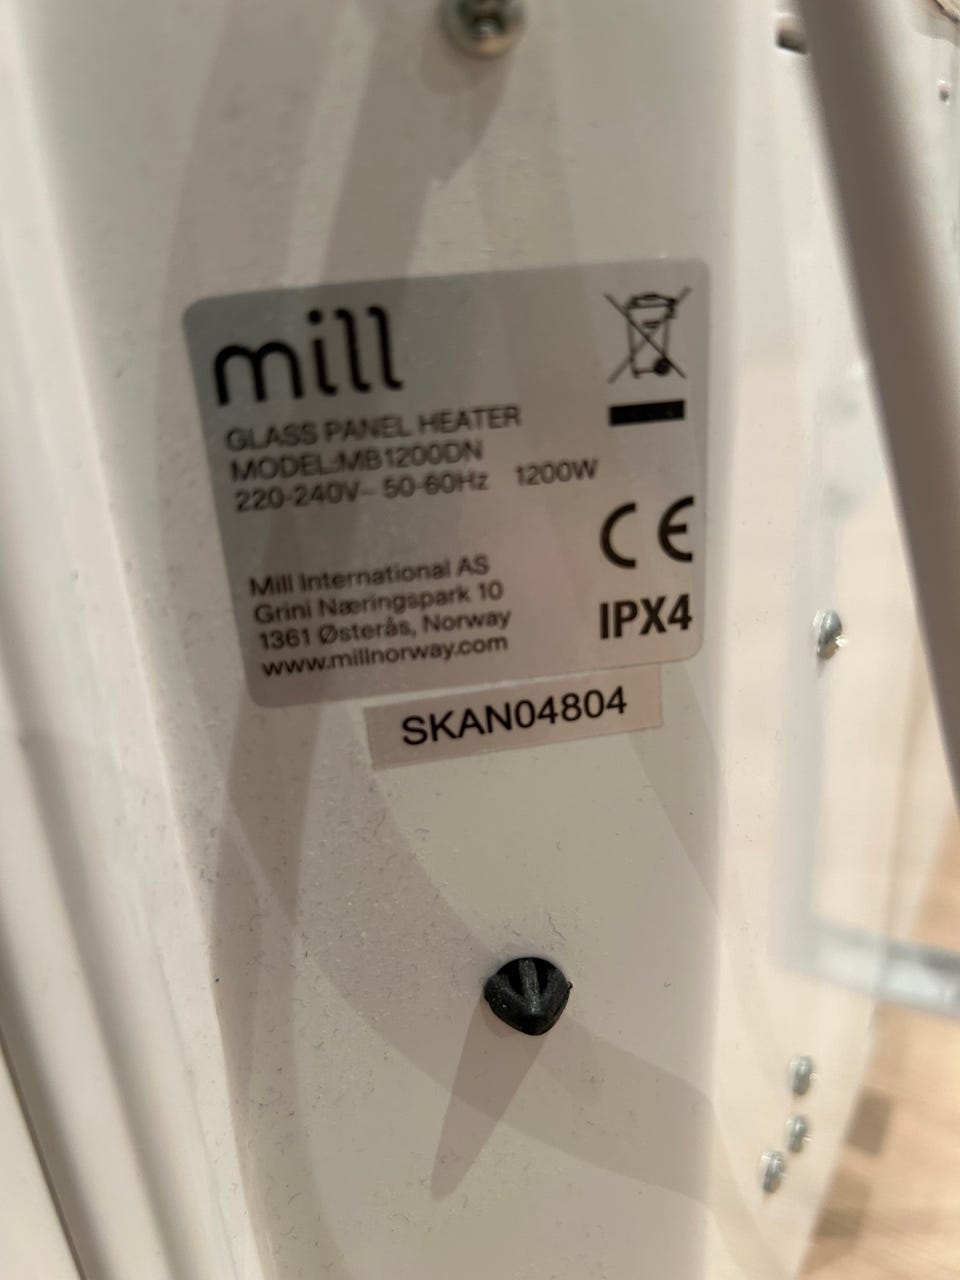 mill
GLASS PANEL HEATER
MODEL:MB1200DN
220-240V~ 50-60Hz 1200W
CE
Mill International AS
Grini Næringspark 10
1361 Østerås, Norway
www.millnorway.com
IPX4
SKAN04804